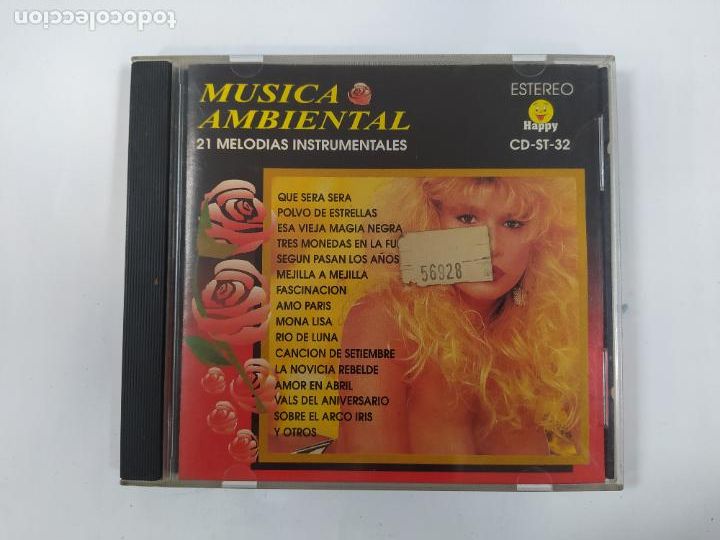 todocoleccion
MUSICA
AMBIENTAL
21 MELODIAS INSTRUMENTALES
ESTEREO
Happy
CD-ST-32
QUE SERA SERA
POLVO DE ESTRELLAS
ESA VIEJA MAGIA NEGRA
TRES MONEDAS EN LA FU
SEGUN PASAN LOS AÑOS
MEJILLA A MEJILLA
FASCINACION
AMO PARIS
MONA LISA
RIO DE LUNA
CANCION DE SETIEMBRE
LA NOVICIA REBELDE
AMOR EN ABRIL
VALS DEL ANIVERSARIO
SOBRE EL ARCO IRIS
Y OTROS
56928